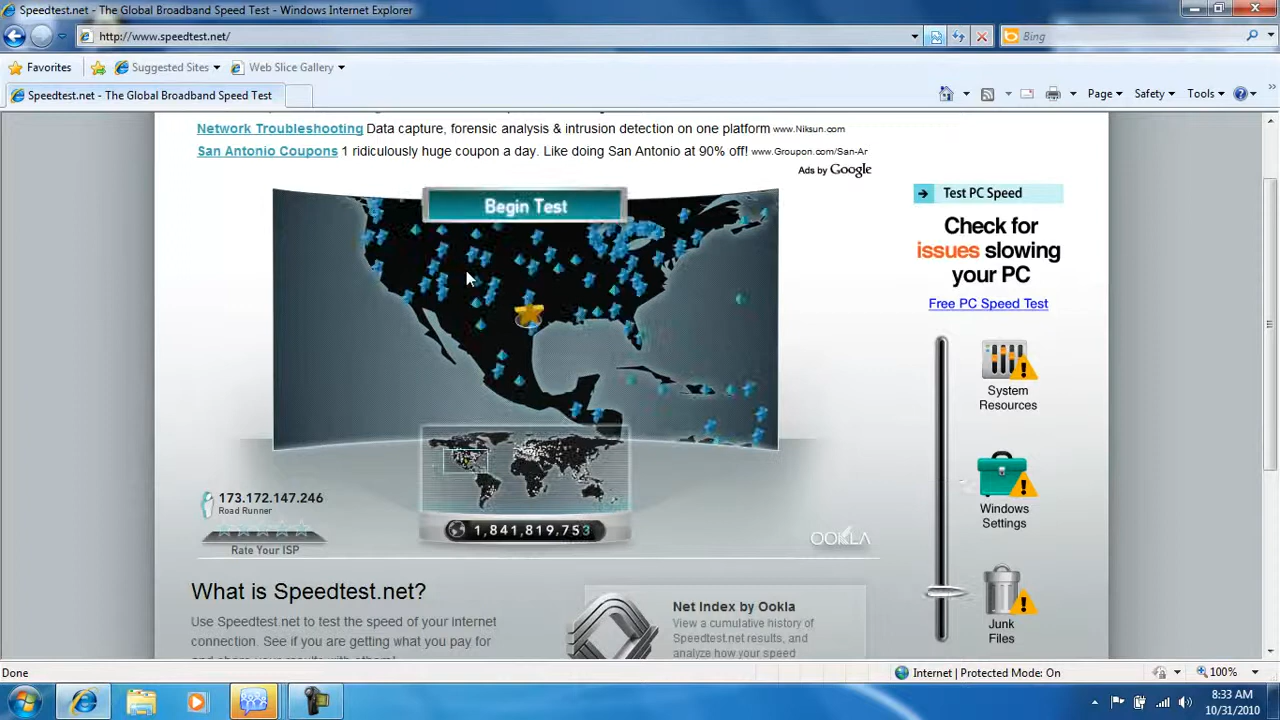 Speedtest.net - The Global Broadband Speed Test - Windows Internet Explorer
http://www.speedtest.net/
Bing
Favorites
Suggested Sites
Web Slice Gallery
Speedtest.net - The Global Broadband Speed Test
Page
Safety
Tools
Network Troubleshooting Data capture, forensic analysis & intrusion detection on one platform www.Niksun.com
San Antonio Coupons 1 ridiculously huge coupon a day. Like doing San Antonio at 90% off! www.Groupon.com/San-Ar
Ads by Google
Begin Test
Test PC Speed
Check for
issues slowing
your PC
Free PC Speed Test
System
Resources
Windows
Settings
Junk
Files
173.172.147.246
Road Runner
Rate Your ISP
1,841,819,753
OOKLA
What is Speedtest.net?
Use Speedtest.net to test the speed of your Internet
connection. See if you are getting what you pay for
Net Index by Ookla
View a cumulative history of
Speedtest.net results, and
analyze how your speed
Done
Internet | Protected Mode: On
100%
8:33 AM
10/31/2010